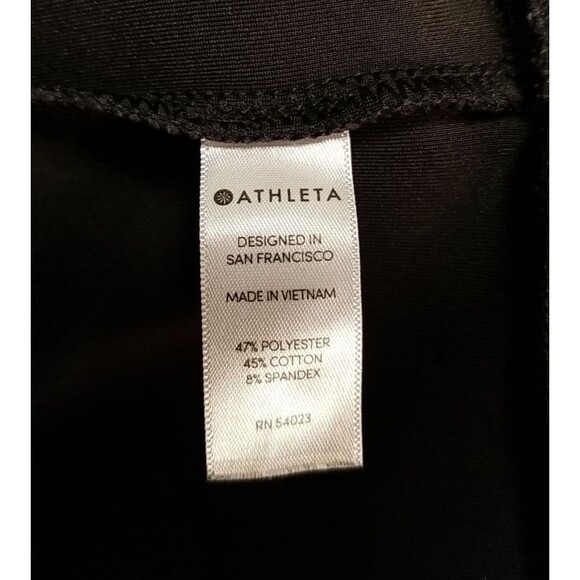 ATHLETA
DESIGNED IN
SAN FRANCISCO
MADE IN VIETNAM
47% POLYESTER
45% COTTON
8% SPANDEX
RN 54023